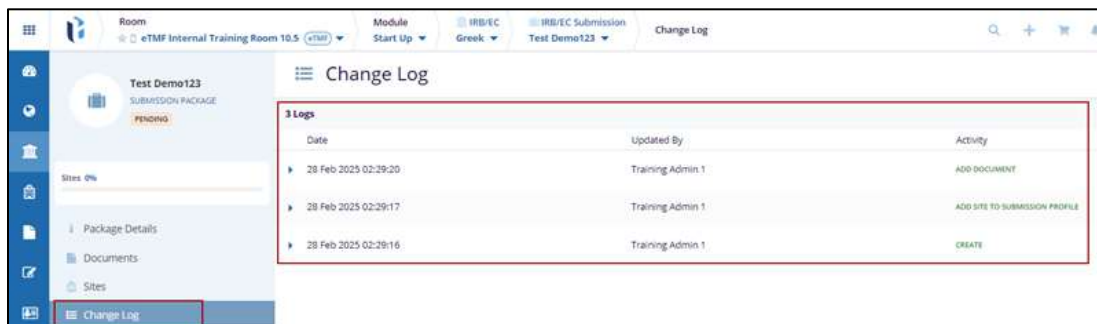 Room
eTMF Internal Training Room 10.5 eTMF
Module
Start Up
IRB/EC
Greek
IRB/EC Submission
Test Demo123
Change Log
Test Demo123
SUBMISSION PACKAGE
PENDING
Sites 0%
Package Details
Documents
Sites
Change Log
Change Log
3 Logs
Date Updated By Activity
28 Feb 2025 02:29:20 Training Admin 1 ADD DOCUMENT
28 Feb 2025 02:29:17 Training Admin 1 ADD SITE TO SUBMISSION PROFILE
28 Feb 2025 02:29:16 Training Admin 1 CREATE